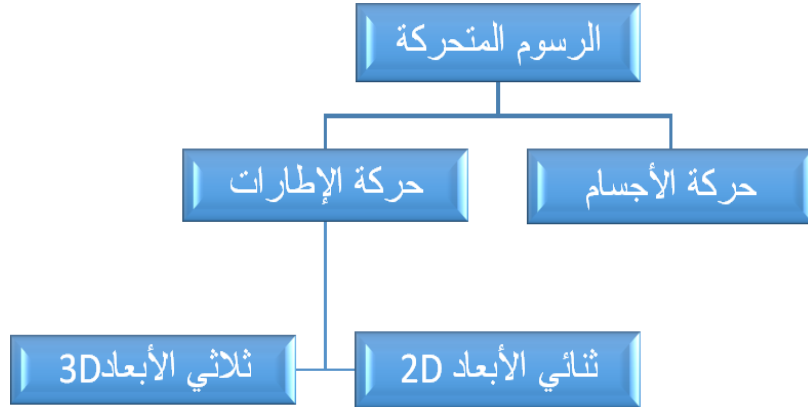 الرسوم المتحركة
حركة الأجسام
حركة الإطارات
ثنائي الأبعاد 2D
ثلاثي الأبعاد3D